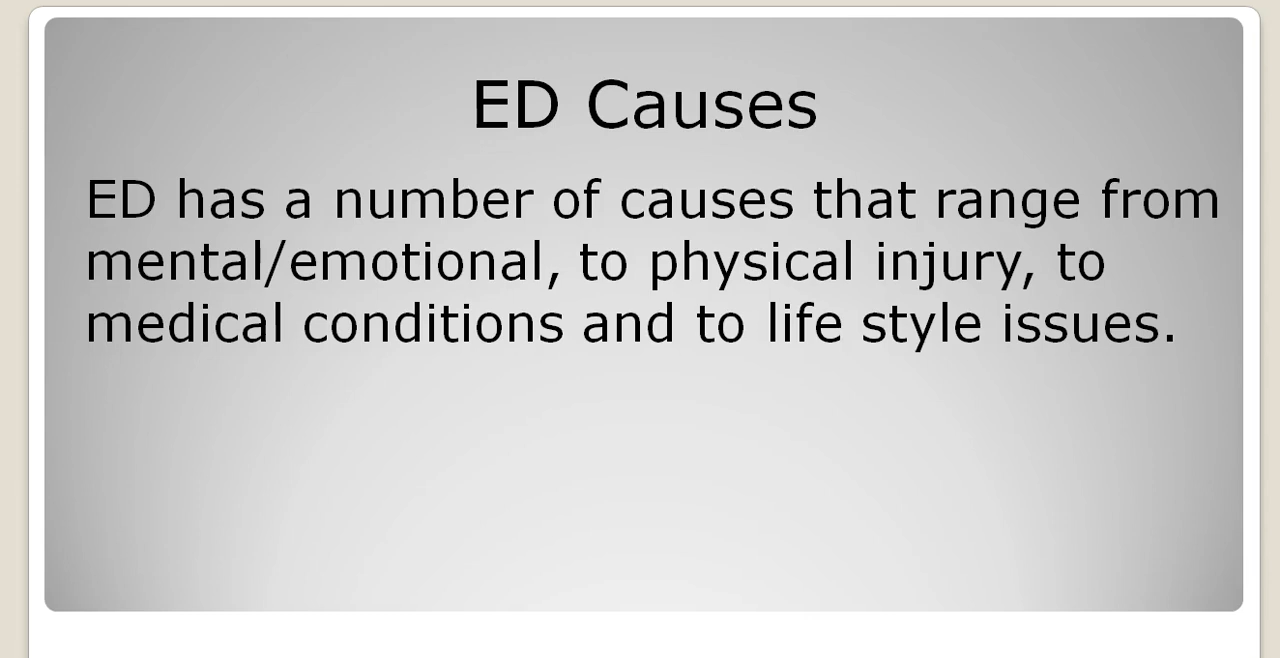 ED Causes
ED has a number of causes that range from
mental/emotional, to physical injury, to
medical conditions and to life style issues.